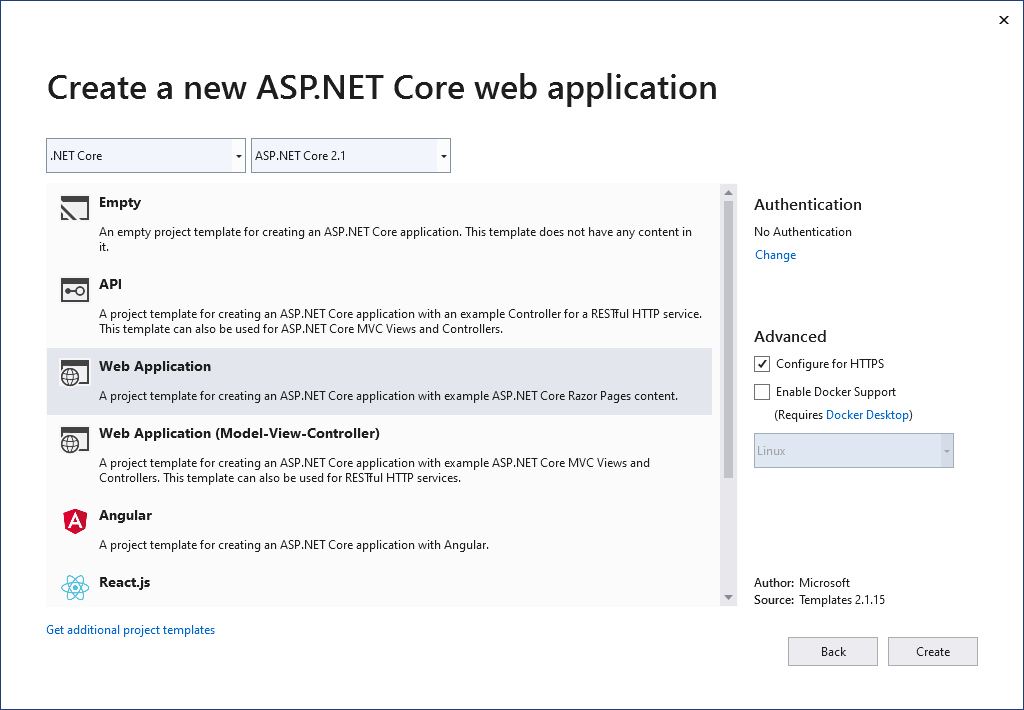 Create a new ASP.NET Core web application
.NET Core
ASP.NET Core 2.1
Empty
An empty project template for creating an ASP.NET Core application. This template does not have any content in
it.
API
A project template for creating an ASP.NET Core application with an example Controller for a RESTful HTTP service.
This template can also be used for ASP.NET Core MVC Views and Controllers.
Web Application
A project template for creating an ASP.NET Core application with example ASP.NET Core Razor Pages content.
Web Application (Model-View-Controller)
A project template for creating an ASP.NET Core application with example ASP.NET Core MVC Views and
Controllers. This template can also be used for RESTful HTTP services.
Angular
A project template for creating an ASP.NET Core application with Angular.
React.js
Get additional project templates
Authentication
No Authentication
Change
Advanced
Configure for HTTPS
Enable Docker Support
(Requires Docker Desktop)
Linux
Author: Microsoft
Source: Templates 2.1.15
Back
Create